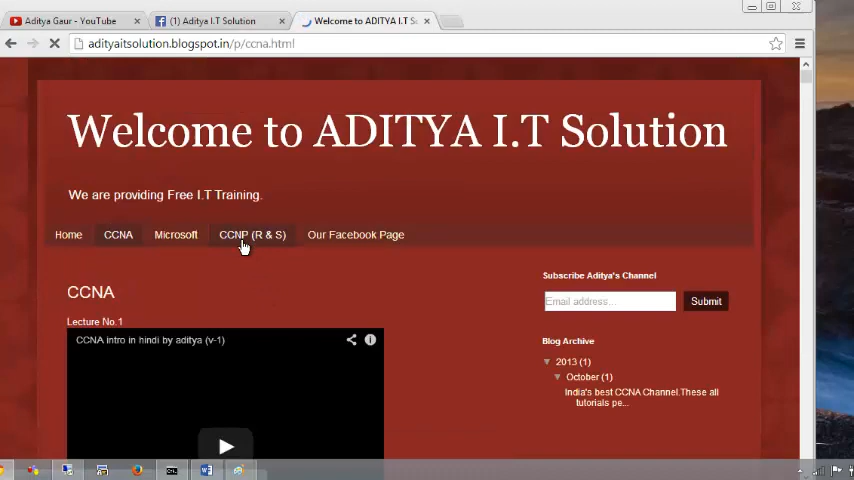 Aditya Gaur - YouTube
(1) Aditya I.T Solution
Welcome to ADITYA I.T S
adityaitsolution.blogspot.in/p/ccna.html
Welcome to ADITYA I.T Solution
We are providing Free I.T Training.
Home CCNA Microsoft CCNP (R & S) Our Facebook Page
CCNA
Lecture No.1
CCNA intro in hindi by aditya (v-1)
Subscribe Aditya's Channel
Email address... Submit
Blog Archive
▼ 2013 (1)
▼ October (1)
India's best CCNA Channel.These all
tutorials pe...